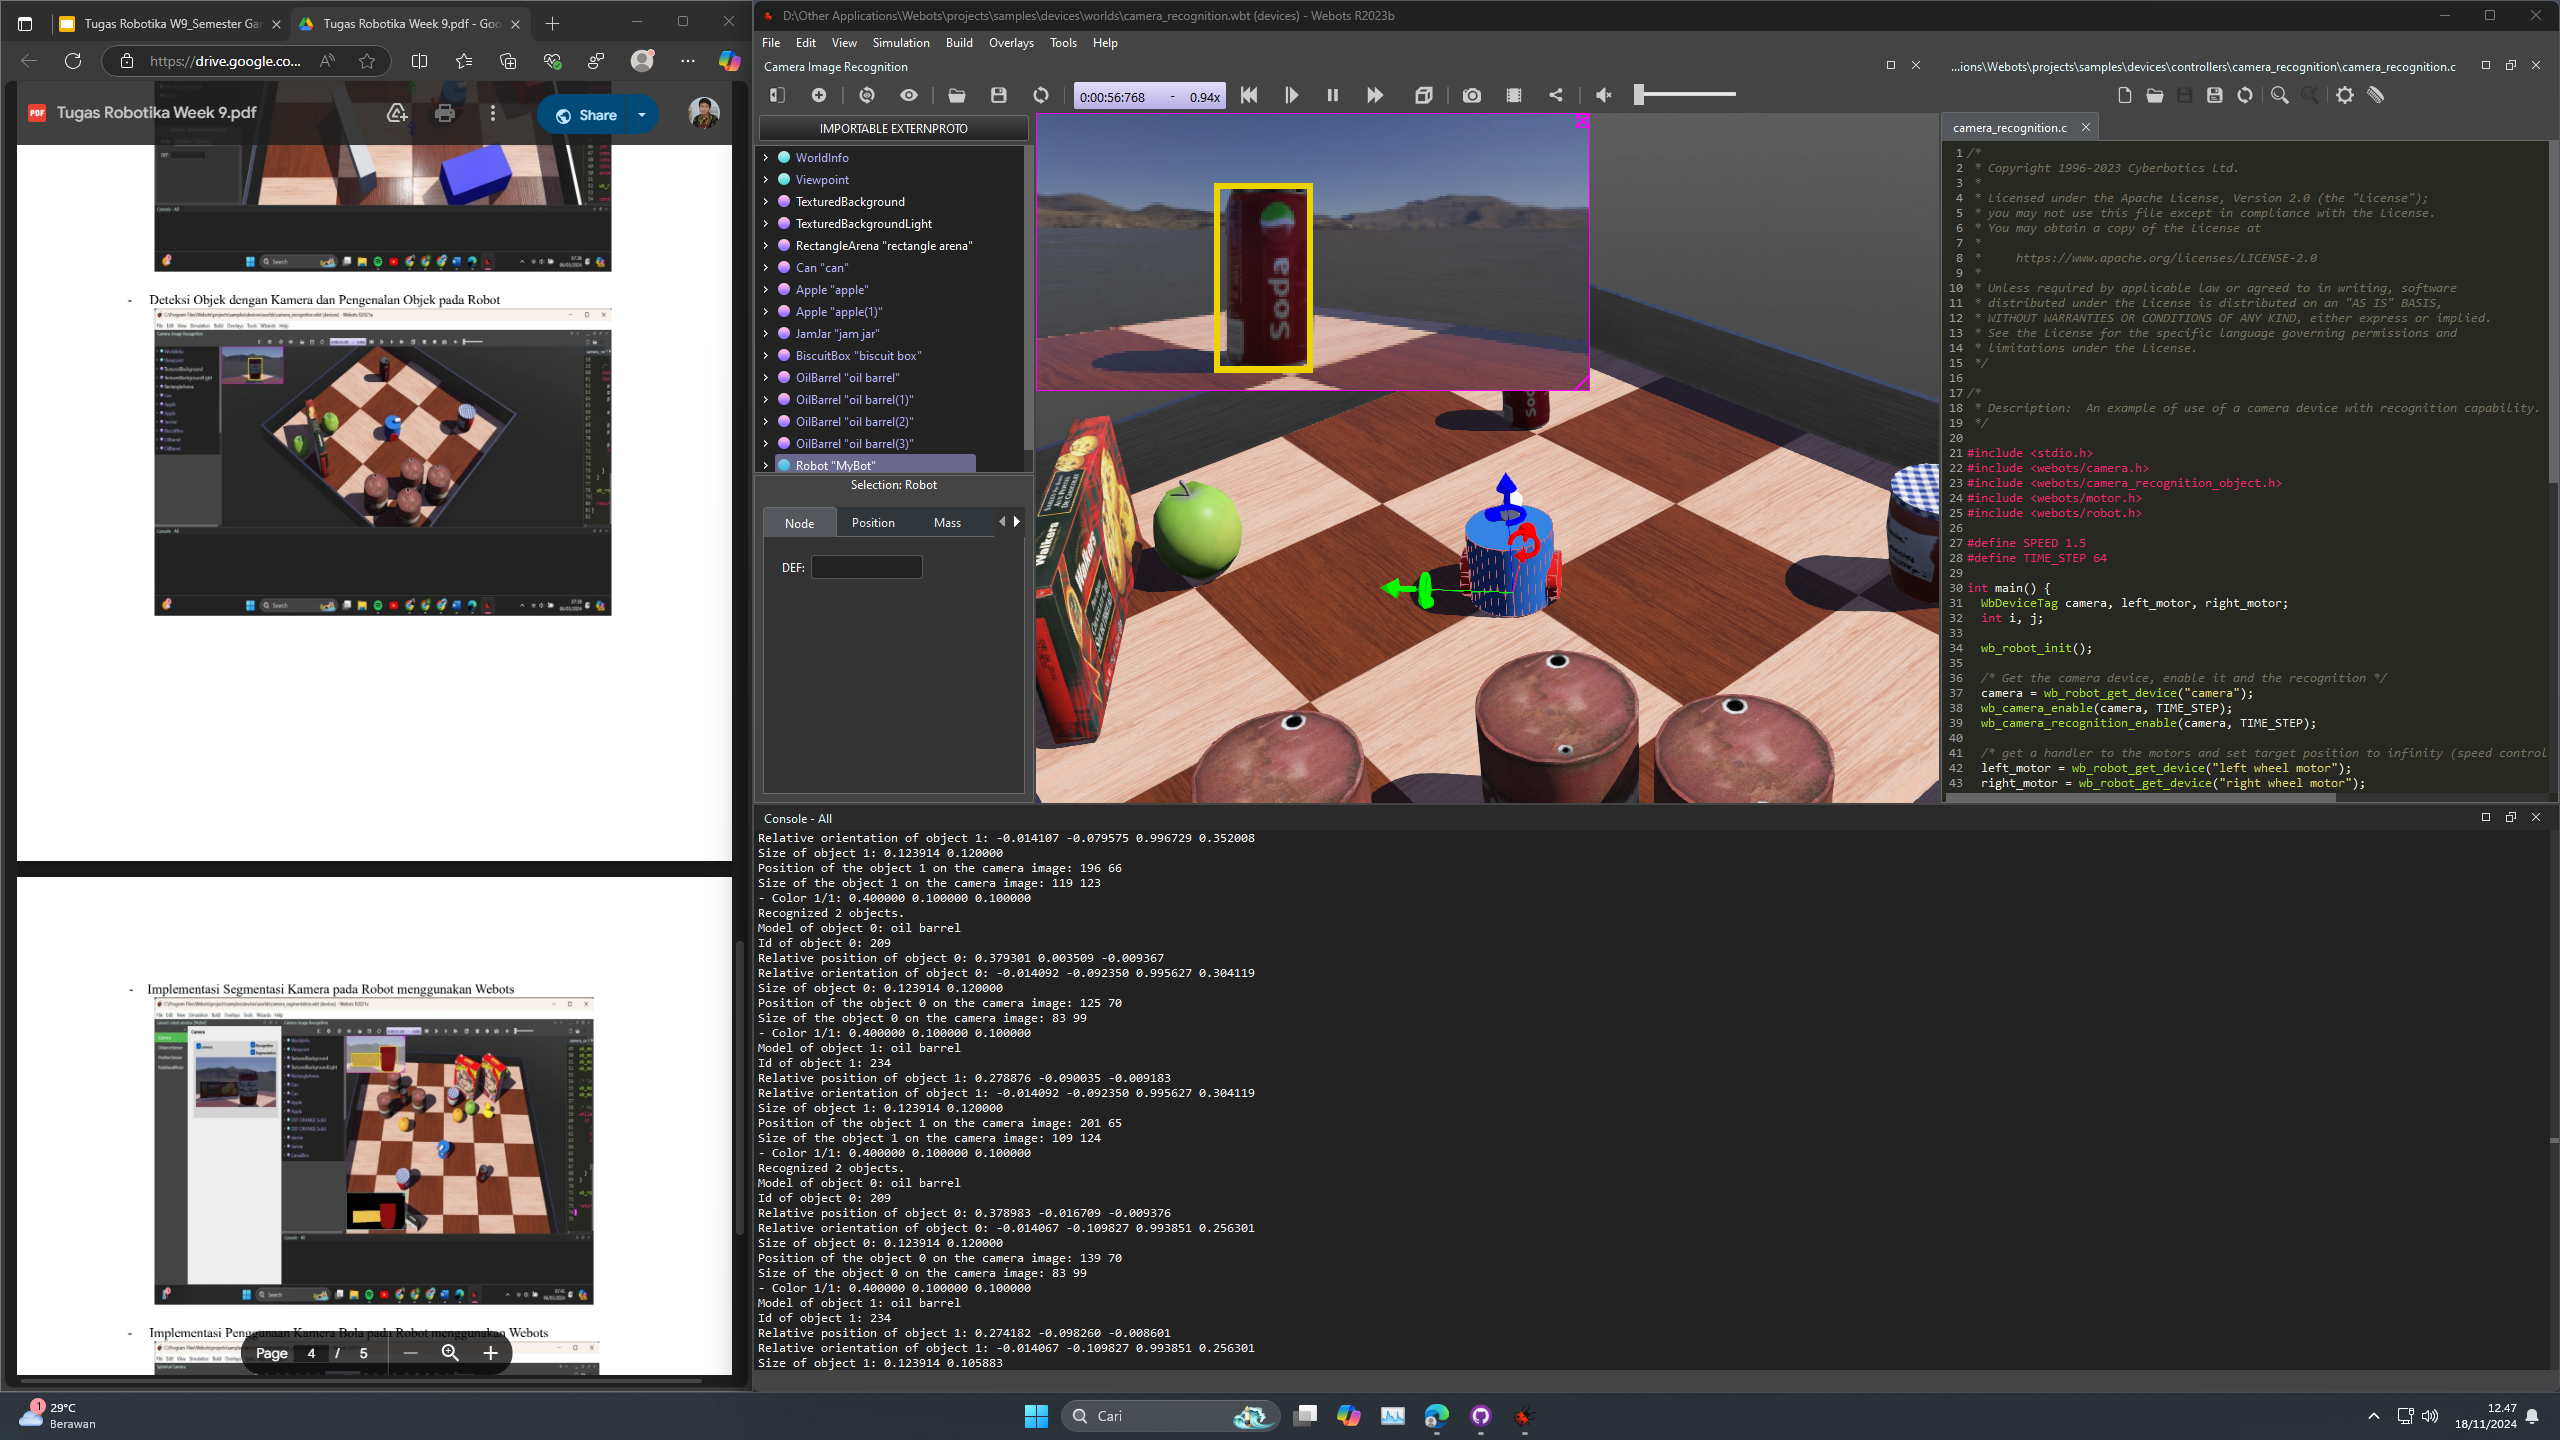 Tugas Robotika W9_Semester Gar
Tugas Robotika Week 9.pdf - Goo
https://drive.google.co...
Tugas Robotika Week 9.pdf
Share
- Deteksi Objek dengan Kamera dan Pengenalan Objek pada Robot
- Implementasi Segmentasi Kamera pada Robot menggunakan Webots
- Implementasi Penggunaan Kamera Bola pada Robot menggunakan Webots
Page 4 / 5
D:\Other Applications\Webots\projects\samples\devices\worlds\camera_recognition.wbt (devices) - Webots R2023b
File Edit View Simulation Build Overlays Tools Help
Camera Image Recognition
0:00:56:768 - 0.94x
IMPORTABLE EXTERNPROTO
WorldInfo
Viewpoint
TexturedBackground
TexturedBackgroundLight
RectangleArena "rectangle arena"
Can "can"
Apple "apple"
Apple "apple(1)"
JamJar "jam jar"
BiscuitBox "biscuit box"
OilBarrel "oil barrel"
OilBarrel "oil barrel(1)"
OilBarrel "oil barrel(2)"
OilBarrel "oil barrel(3)"
Robot "MyBot"
Selection: Robot
Node Position Mass
DEF:
Soda
Soc
Walkers
Walkers
...ions\Webots\projects\samples\devices\controllers\camera_recognition\camera_recognition.c
camera_recognition.c
1 /*
2 * Copyright 1996-2023 Cyberbotics Ltd.
3 *
4 * Licensed under the Apache License, Version 2.0 (the "License");
5 * you may not use this file except in compliance with the License.
6 * You may obtain a copy of the License at
7 *
8 * https://www.apache.org/licenses/LICENSE-2.0
9 *
10 * Unless required by applicable law or agreed to in writing, software
11 * distributed under the License is distributed on an "AS IS" BASIS,
12 * WITHOUT WARRANTIES OR CONDITIONS OF ANY KIND, either express or implied.
13 * See the License for the specific language governing permissions and
14 * limitations under the License.
15 */
16
17 /*
18 * Description: An example of use of a camera device with recognition capability.
19 */
20
21 #include <stdio.h>
22 #include <webots/camera.h>
23 #include <webots/camera_recognition_object.h>
24 #include <webots/motor.h>
25 #include <webots/robot.h>
26
27 #define SPEED 1.5
28 #define TIME_STEP 64
29
30 int main() {
31 WbDeviceTag camera, left_motor, right_motor;
32 int i, j;
33
34 wb_robot_init();
35
36 /* Get the camera device, enable it and the recognition */
37 camera = wb_robot_get_device("camera");
38 wb_camera_enable(camera, TIME_STEP);
39 wb_camera_recognition_enable(camera, TIME_STEP);
40
41 /* get a handler to the motors and set target position to infinity (speed control
42 left_motor = wb_robot_get_device("left wheel motor");
43 right_motor = wb_robot_get_device("right wheel motor");
Console - All
Relative orientation of object 1: -0.014107 -0.079575 0.996729 0.352008
Size of object 1: 0.123914 0.120000
Position of the object 1 on the camera image: 196 66
Size of the object 1 on the camera image: 119 123
- Color 1/1: 0.400000 0.100000 0.100000
Recognized 2 objects.
Model of object 0: oil barrel
Id of object 0: 209
Relative position of object 0: 0.379301 0.003509 -0.009367
Relative orientation of object 0: -0.014092 -0.092350 0.995627 0.304119
Size of object 0: 0.123914 0.120000
Position of the object 0 on the camera image: 125 70
Size of the object 0 on the camera image: 83 99
- Color 1/1: 0.400000 0.100000 0.100000
Model of object 1: oil barrel
Id of object 1: 234
Relative position of object 1: 0.278876 -0.090035 -0.009183
Relative orientation of object 1: -0.014092 -0.092350 0.995627 0.304119
Size of object 1: 0.123914 0.120000
Position of the object 1 on the camera image: 201 65
Size of the object 1 on the camera image: 109 124
- Color 1/1: 0.400000 0.100000 0.100000
Recognized 2 objects.
Model of object 0: oil barrel
Id of object 0: 209
Relative position of object 0: 0.378983 -0.016709 -0.009376
Relative orientation of object 0: -0.014067 -0.109827 0.993851 0.256301
Size of object 0: 0.123914 0.120000
Position of the object 0 on the camera image: 139 70
Size of the object 0 on the camera image: 83 99
- Color 1/1: 0.400000 0.100000 0.100000
Model of object 1: oil barrel
Id of object 1: 234
Relative position of object 1: 0.274182 -0.098260 -0.008601
Relative orientation of object 1: -0.014067 -0.109827 0.993851 0.256301
Size of object 1: 0.123914 0.105883
1
29°C
Berawan
Cari
12.47
18/11/2024